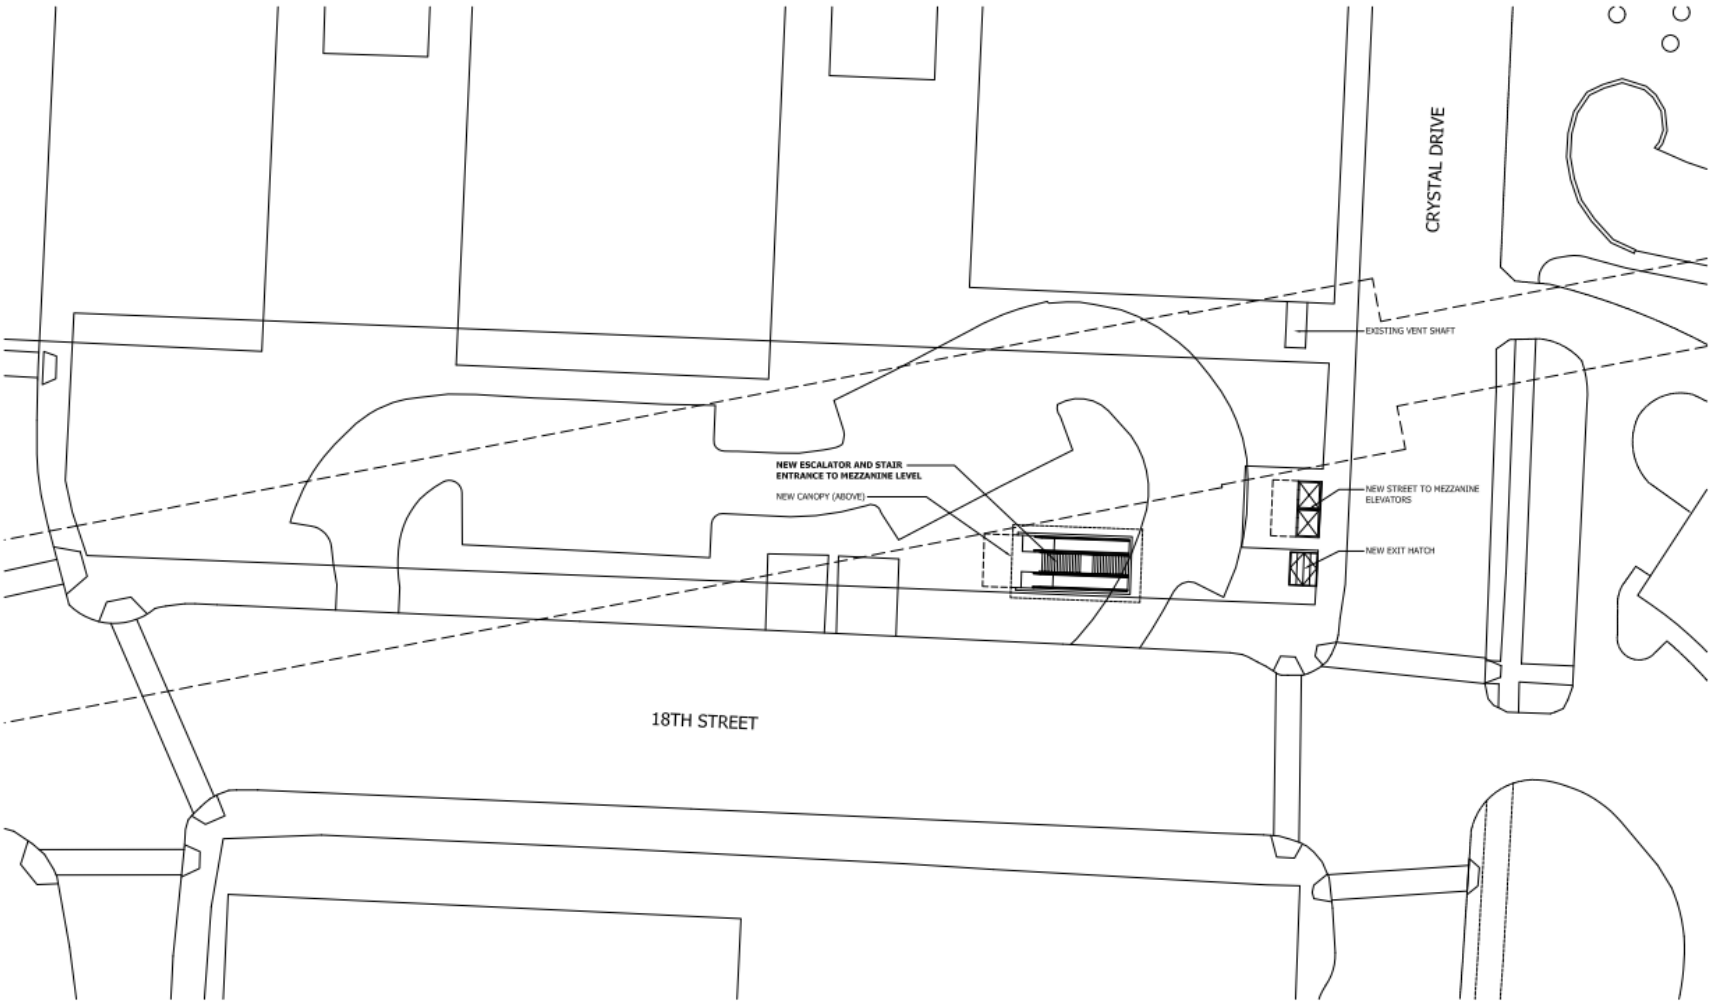 CRYSTAL DRIVE
EXISTING VENT SHAFT
NEW ESCALATOR AND STAIR
ENTRANCE TO MEZZANINE LEVEL
NEW CANOPY (ABOVE)
NEW STREET TO MEZZANINE
ELEVATORS
NEW EXIT HATCH
18TH STREET